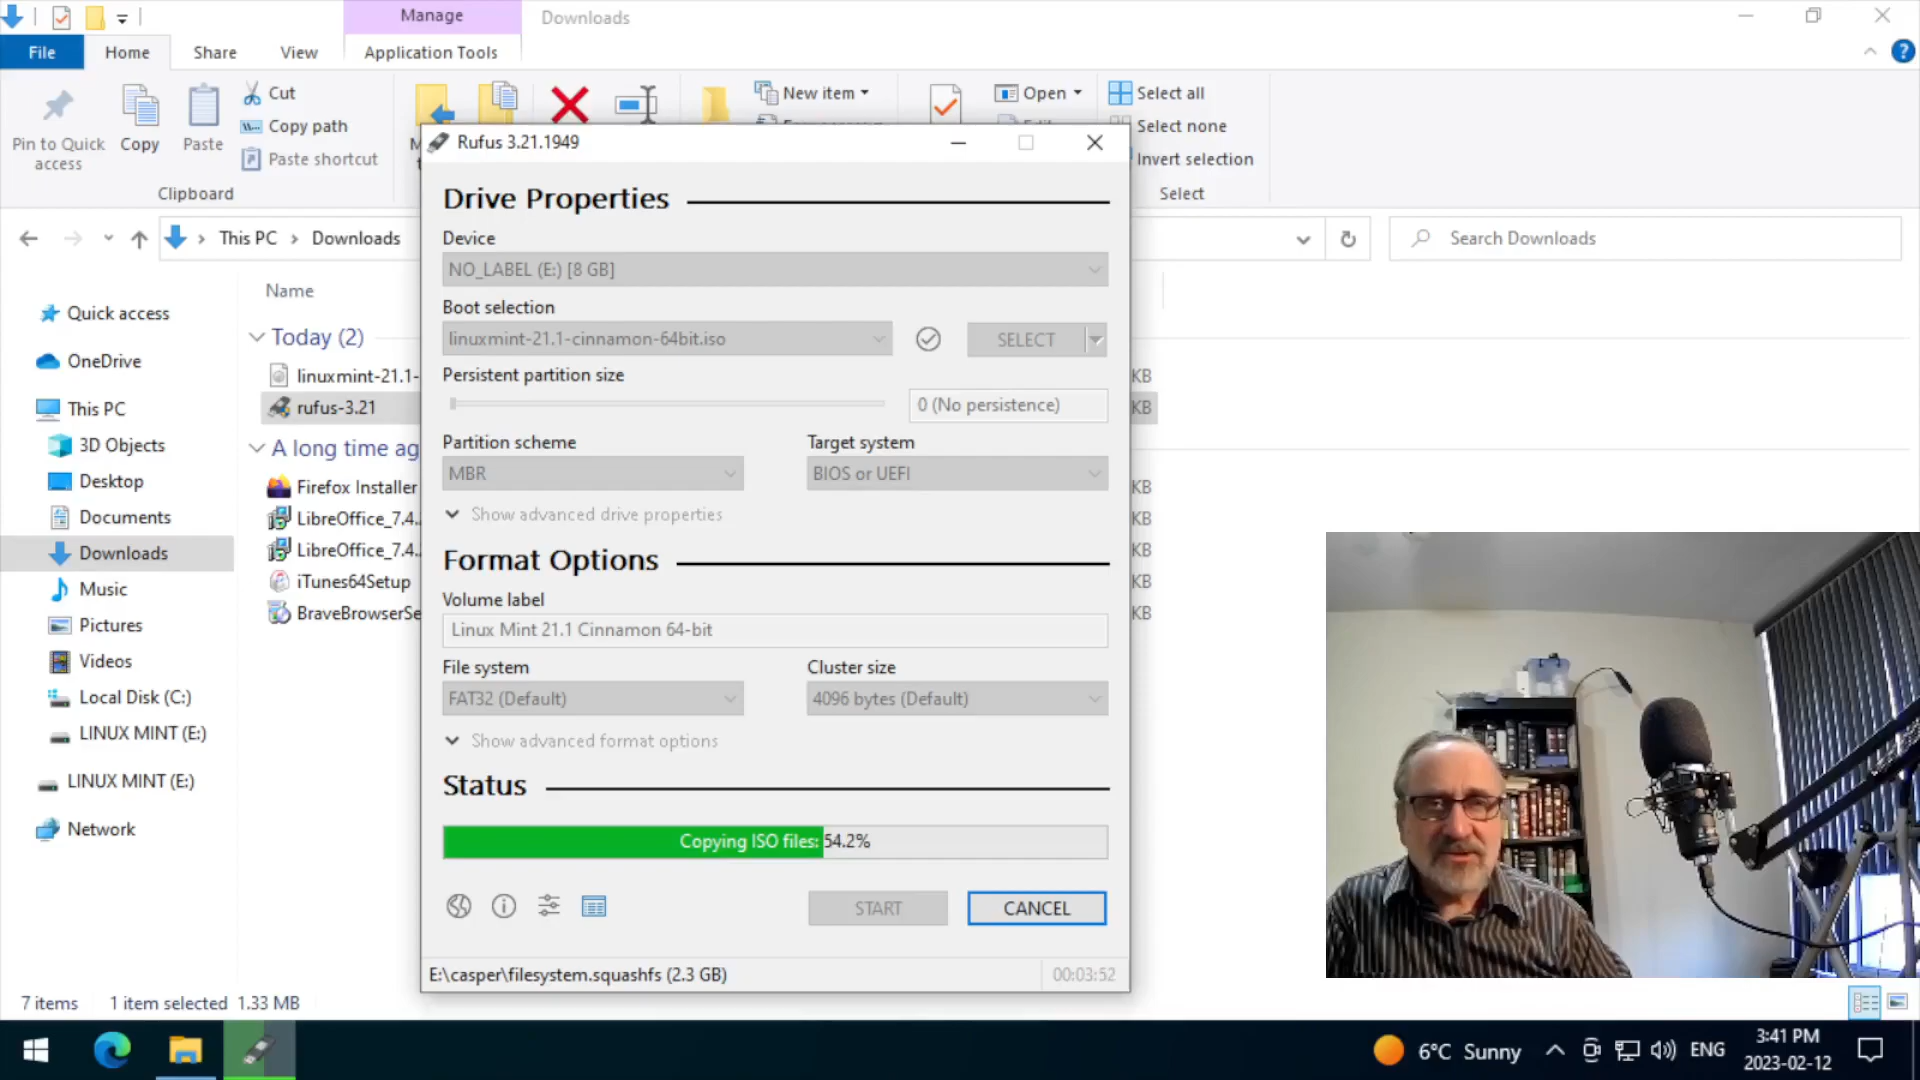 Manage
Downloads
File
Home
Share
View
Application Tools
Pin to Quick access
Copy
Paste
Cut
Copy path
Paste shortcut
Clipboard
New item
Open
Select all
Select none
Invert selection
Select
This PC
Downloads
Search Downloads
Name
Quick access
OneDrive
This PC
3D Objects
Desktop
Documents
Downloads
Music
Pictures
Videos
Local Disk (C:)
LINUX MINT (E:)
LINUX MINT (E:)
Network
Today (2)
linuxmint-21.1-
KB
rufus-3.21
KB
A long time ag
Firefox Installer
KB
LibreOffice_7.4.
KB
LibreOffice_7.4.
KB
iTunes64Setup
KB
BraveBrowserSe
KB
Rufus 3.21.1949
Drive Properties
Device
NO_LABEL (E:) [8 GB]
Boot selection
linuxmint-21.1-cinnamon-64bit.iso
SELECT
Persistent partition size
0 (No persistence)
Partition scheme
Target system
MBR
BIOS or UEFI
Show advanced drive properties
Format Options
Volume label
Linux Mint 21.1 Cinnamon 64-bit
File system
Cluster size
FAT32 (Default)
4096 bytes (Default)
Show advanced format options
Status
Copying ISO files: 54.2%
START
CANCEL
E:\casper\filesystem.squashfs (2.3 GB)
00:03:52
7 items
1 item selected 1.33 MB
6°C Sunny
ENG
3:41 PM
2023-02-12